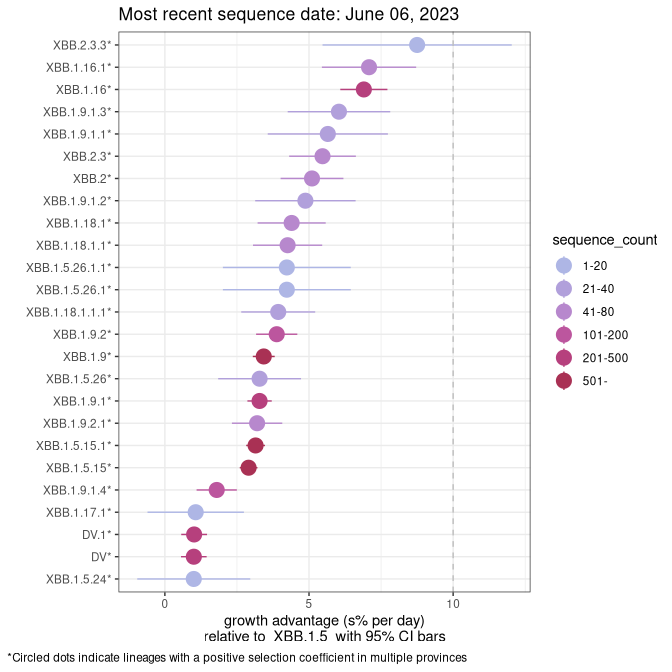 Most recent sequence date: June 06, 2023
XBB.2.3.3*
XBB.1.16.1*
XBB.1.16*
XBB.1.9.1.3*
XBB.1.9.1.1*
XBB.2.3*
XBB.2*
XBB.1.9.1.2*
XBB.1.18.1*
XBB.1.18.1.1*
XBB.1.5.26.1.1*
XBB.1.5.26.1*
XBB.1.18.1.1.1*
XBB.1.9.2*
XBB.1.9*
XBB.1.5.26*
XBB.1.9.1*
XBB.1.9.2.1*
XBB.1.5.15.1*
XBB.1.5.15*
XBB.1.9.1.4*
XBB.1.17.1*
DV.1*
DV*
XBB.1.5.24*
0 5 10
growth advantage (s% per day)
relative to XBB.1.5 with 95% CI bars
sequence_count
1-20
21-40
41-80
101-200
201-500
501-
*Circled dots indicate lineages with a positive selection coefficient in multiple provinces